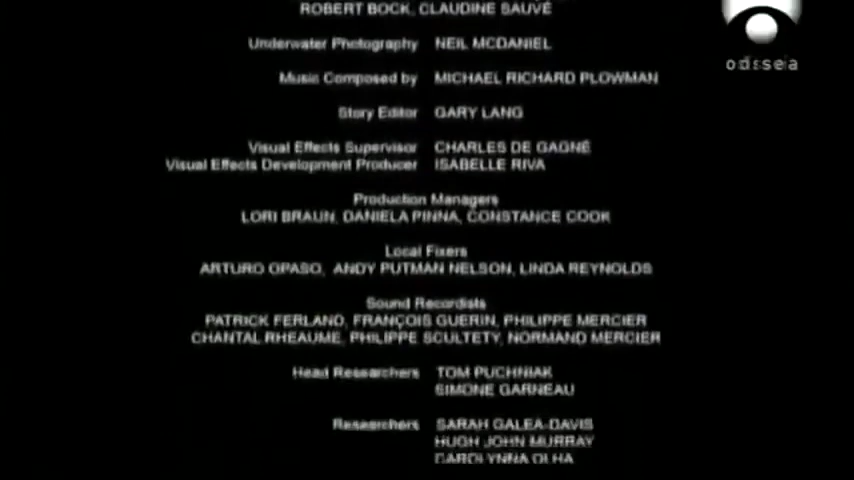 ROBERT BOCK, CLAUDINE SAUVÉ
odisea
Underwater Photography NEIL MCDANIEL
Music Composed by MICHAEL RICHARD PLOWMAN
Story Editor GARY LANG
Visual Effects Supervisor CHARLES DE GAGNÉ
Visual Effects Development Producer ISABELLE RIVA
Production Managers
LORI BRAUN, DANIELA PINNA, CONSTANCE COOK
Local Fixers
ARTURO OPASO, ANDY PUTMAN NELSON, LINDA REYNOLDS
Sound Recordists
PATRICK FERLAND, FRANÇOIS GUERIN, PHILIPPE MERCIER
CHANTAL RHEAUME, PHILIPPE SCULTETY, NORMAND MERCIER
Head Researchers TOM PUCHNIAK
SIMONE GARNEAU
Researchers SARAH GALEA-DAVIS
HUGH JOHN MURRAY
CAROLYNNA OLHA